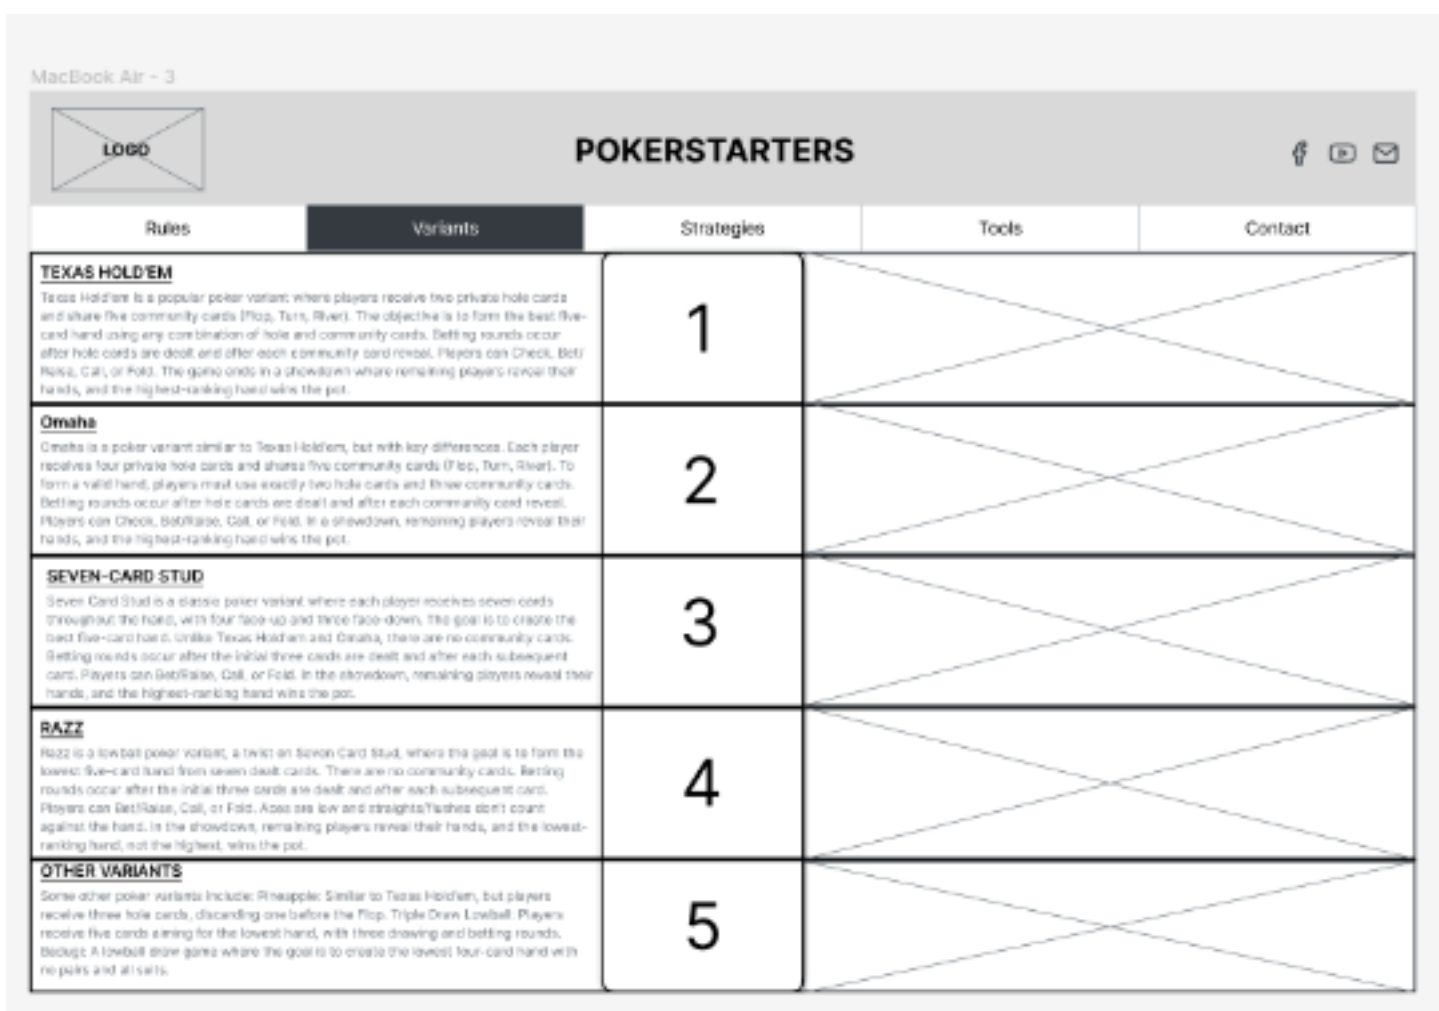 MacBook Air - 3
LOGO
POKERSTARTERS
Rules
Variants
Strategies
Tools
Contact
TEXAS HOLD'EM
Texas Hold'em is a popular poker variant where players receive two private hole cards
and share five community cards (Flop, Turn, River). The objective is to form the best five-
card hand using any combination of hole and community cards. Betting rounds occur
after hole cards are dealt and after each community card reveal. Players can Check, Bet/
Raise, Call, or Fold. The game ends in a showdown where remaining players reveal their
hands, and the highest-ranking hand wins the pot.
1
Omaha
Omaha is a poker variant similar to Texas Hold'em, but with key differences. Each player
receives four private hole cards and shares five community cards (Flop, Turn, River). To
form a valid hand, players must use exactly two hole cards and three community cards.
Betting rounds occur after hole cards are dealt and after each community card reveal.
Players can Check, Bet/Raise, Call, or Fold. In a showdown, remaining players reveal their
hands, and the highest-ranking hand wins the pot.
2
SEVEN-CARD STUD
Seven Card Stud is a classic poker variant where each player receives seven cards
throughout the hand, with four face-up and three face-down. The goal is to create the
best five-card hand. Unlike Texas Hold'em and Omaha, there are no community cards.
Betting rounds occur after the initial three cards are dealt and after each subsequent
card. Players can Bet/Raise, Call, or Fold. In the showdown, remaining players reveal their
hands, and the highest-ranking hand wins the pot.
3
RAZZ
Razz is a lowball poker variant, a twist on Seven Card Stud, where the goal is to form the
lowest five-card hand from seven dealt cards. There are no community cards. Betting
rounds occur after the initial three cards are dealt and after each subsequent card.
Players can Bet/Raise, Call, or Fold. Aces are low and straights/flushes don't count
against the hand. In the showdown, remaining players reveal their hands, and the lowest-
ranking hand, not the highest, wins the pot.
4
OTHER VARIANTS
Some other poker variants include: Pineapple: Similar to Texas Hold'em, but players
receive three hole cards, discarding one before the Flop. Triple Draw Lowball: Players
receive five cards aiming for the lowest hand, with three drawing and betting rounds.
Badugi: A lowball draw game where the goal is to create the lowest four-card hand with
no pairs and all suits.
5